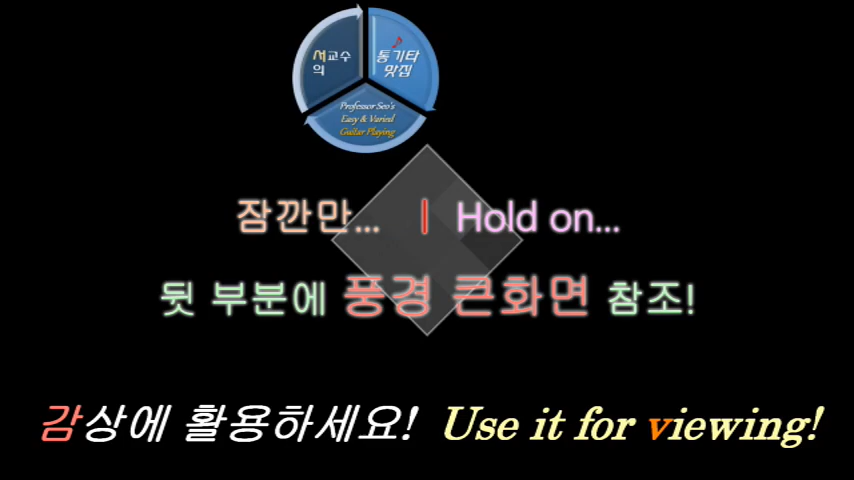 서교수
의
통기타
맛집
Professor Seo's
Easy & Varied
Guitar Playing
잠깐만... | Hold on...
뒷 부분에 풍경 큰화면 참조!
감상에 활용하세요! Use it for viewing!